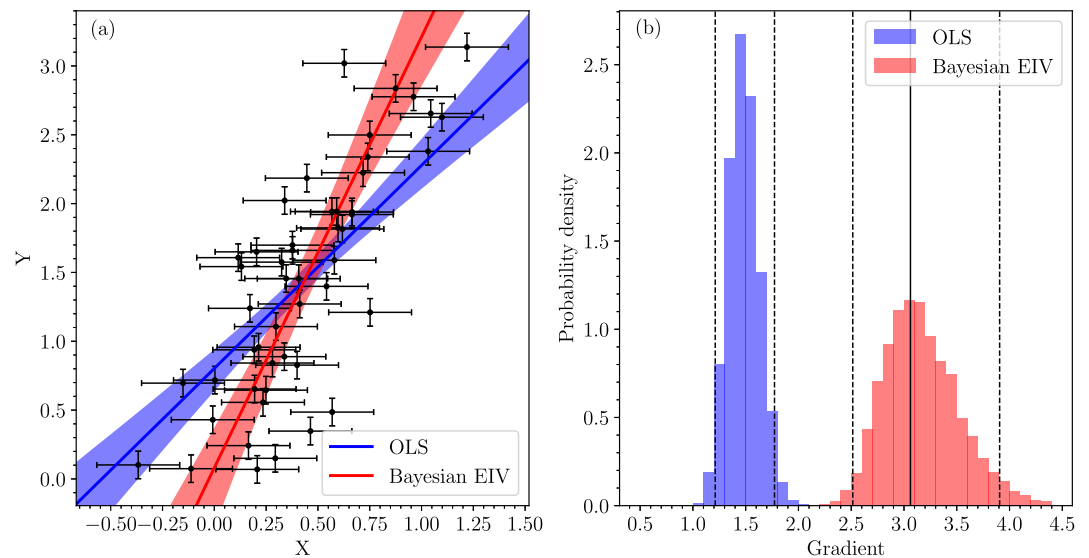 (a)
Y
3.0
2.5
2.0
1.5
1.0
0.5
0.0
−0.50 −0.25 0.00 0.25 0.50 0.75 1.00 1.25 1.50
X
OLS
Bayesian EIV
(b)
Probability density
2.5
2.0
1.5
1.0
0.5
0.0
0.5 1.0 1.5 2.0 2.5 3.0 3.5 4.0 4.5
Gradient
OLS
Bayesian EIV